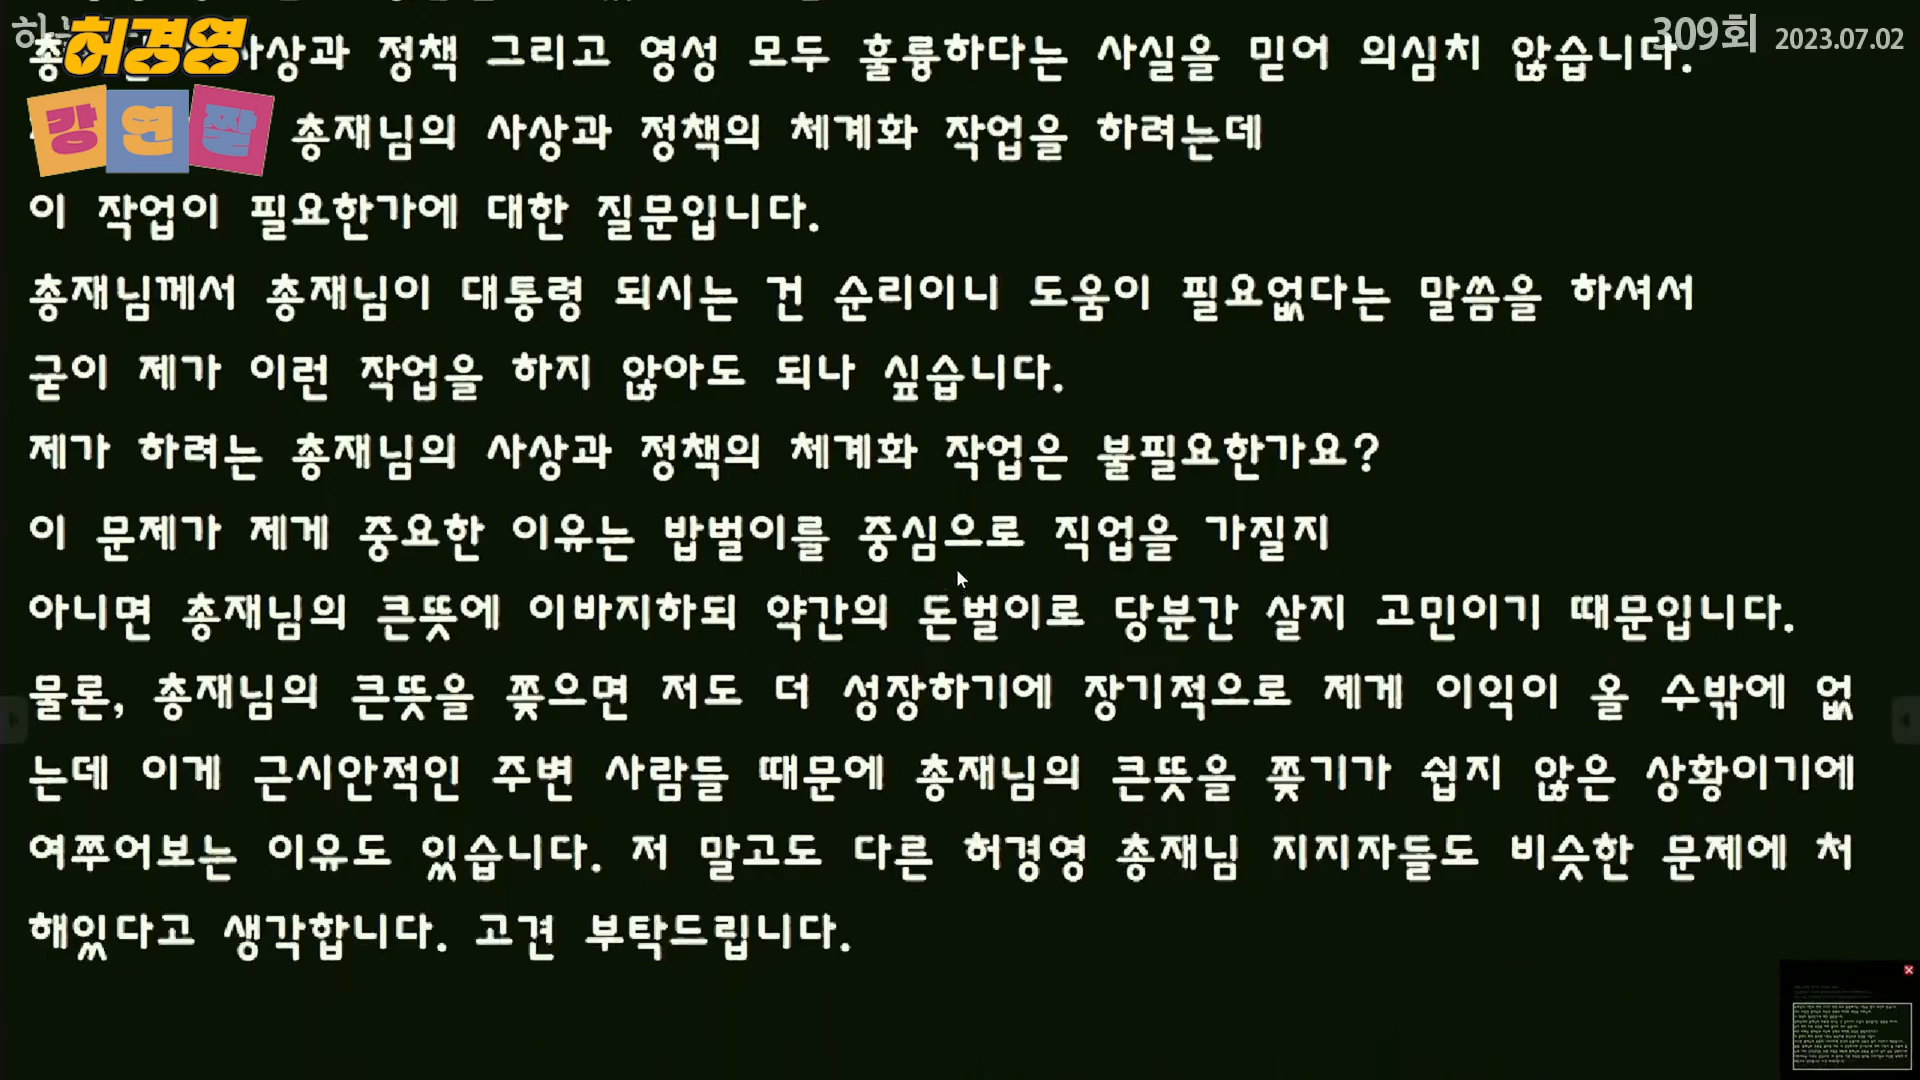 허경영
강연짤
309회 2023.07.02
사상과 정책 그리고 영성 모두 훌륭하다는 사실을 믿어 의심치 않습니다.
총재님의 사상과 정책의 체계화 작업을 하려는데
이 작업이 필요한가에 대한 질문입니다.
총재님께서 총재님이 대통령 되시는 건 순리이니 도움이 필요없다는 말씀을 하셔서
굳이 제가 이런 작업을 하지 않아도 되나 싶습니다.
제가 하려는 총재님의 사상과 정책의 체계화 작업은 불필요한가요?
이 문제가 제게 중요한 이유는 밥벌이를 중심으로 직업을 가질지
아니면 총재님의 큰뜻에 이바지하되 약간의 돈벌이로 당분간 살지 고민이기 때문입니다.
물론, 총재님의 큰뜻을 쫓으면 저도 더 성장하기에 장기적으로 제게 이익이 올 수밖에 없
는데 이게 근시안적인 주변 사람들 때문에 총재님의 큰뜻을 쫓기가 쉽지 않은 상황이기에
여쭈어보는 이유도 있습니다. 저 말고도 다른 허경영 총재님 지지자들도 비슷한 문제에 처
해있다고 생각합니다. 고견 부탁드립니다.